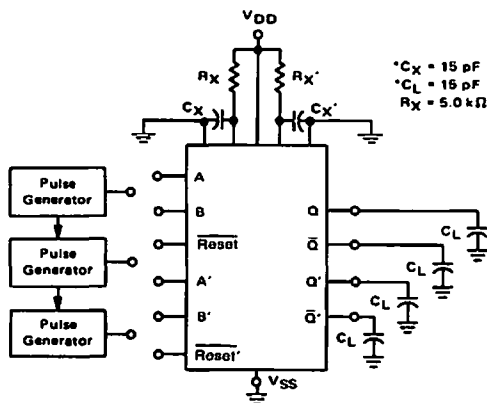 VDD
RX
RX'
CX
CX'
*CX = 15 pF
*CL = 15 pF
RX = 5.0 kΩ
Pulse Generator
Pulse Generator
Pulse Generator
A
B
Reset
A'
B'
Reset'
Q
Q̅
Q'
Q̅'
CL
CL
CL
CL
VSS